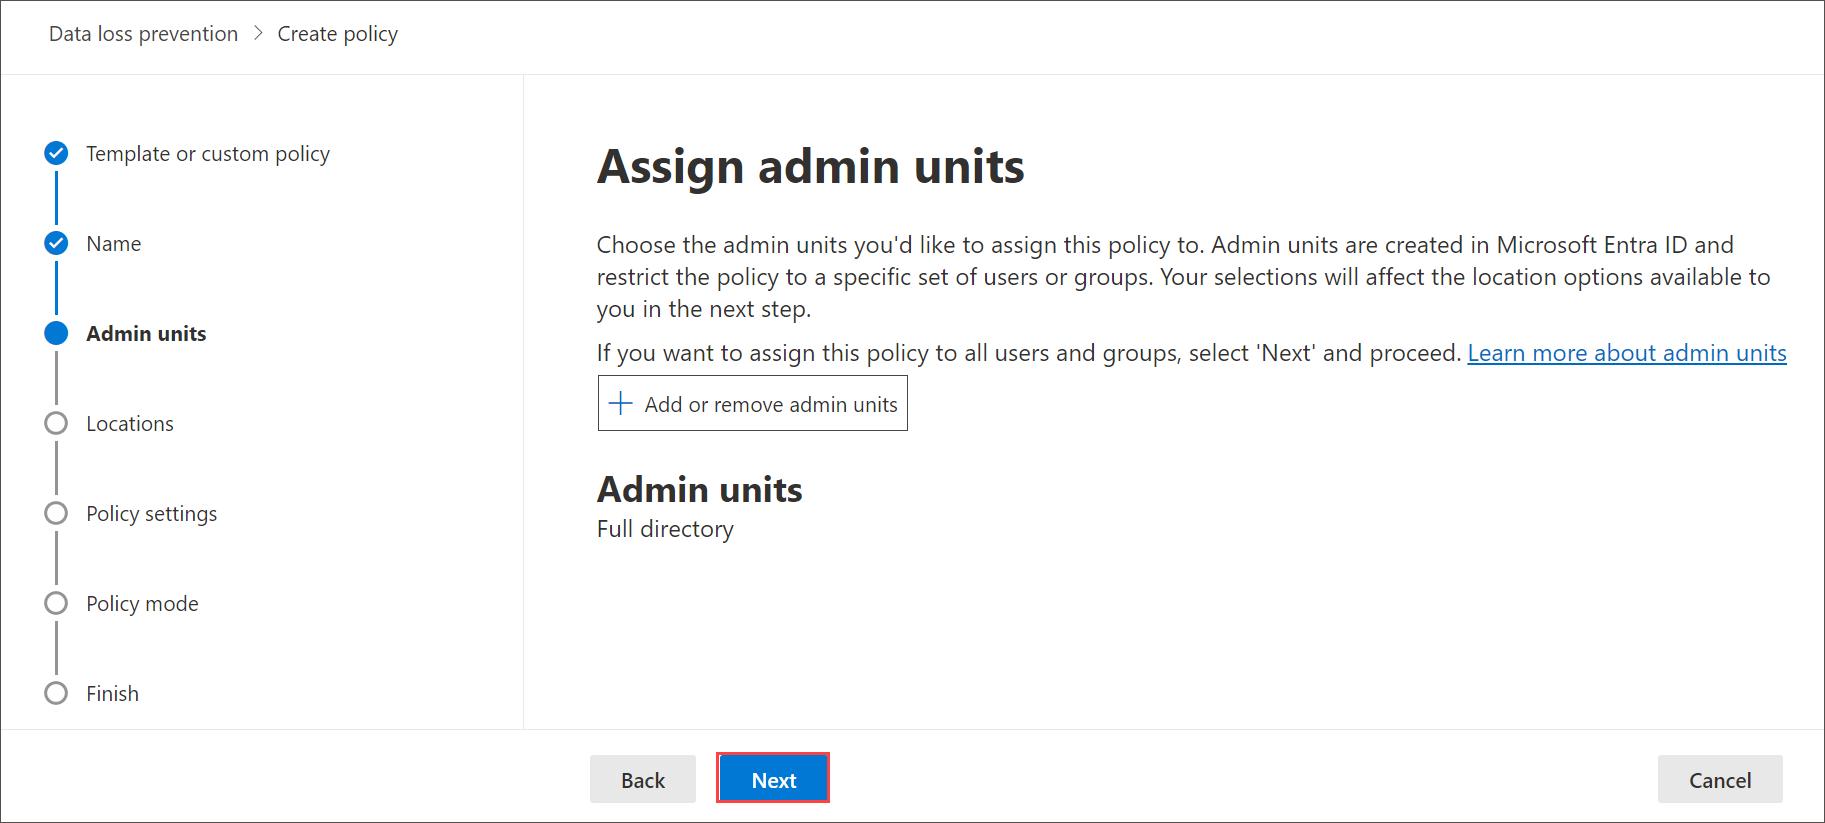 Data loss prevention > Create policy
Template or custom policy
Name
Admin units
Locations
Policy settings
Policy mode
Finish
Assign admin units
Choose the admin units you'd like to assign this policy to. Admin units are created in Microsoft Entra ID and
restrict the policy to a specific set of users or groups. Your selections will affect the location options available to
you in the next step.
If you want to assign this policy to all users and groups, select 'Next' and proceed. Learn more about admin units
Add or remove admin units
Admin units
Full directory
Back
Next
Cancel